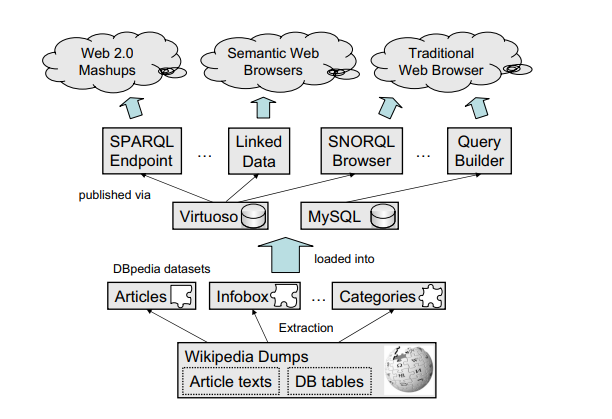 Web 2.0
Mashups
Semantic Web
Browsers
Traditional
Web Browser
SPARQL
Endpoint
...
Linked
Data
SNORQL
Browser
...
Query
Builder
published via
Virtuoso
MySQL
loaded into
DBpedia datasets
Articles
Infobox
...
Categories
Extraction
Wikipedia Dumps
Article texts
DB tables